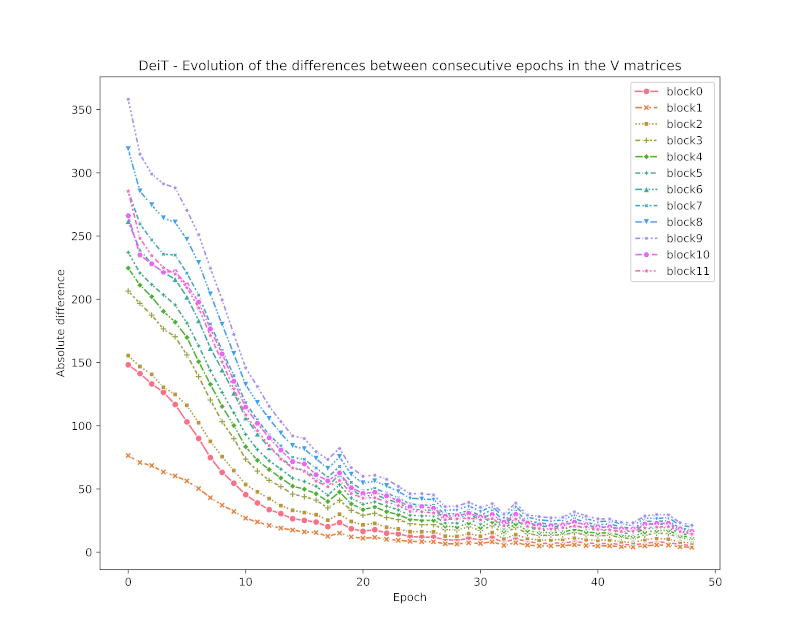 DeiT - Evolution of the differences between consecutive epochs in the V matrices
350
300
250
200
150
100
50
0
Absolute difference
block0
block1
block2
block3
block4
block5
block6
block7
block8
block9
block10
block11
0 10 20 30 40 50
Epoch